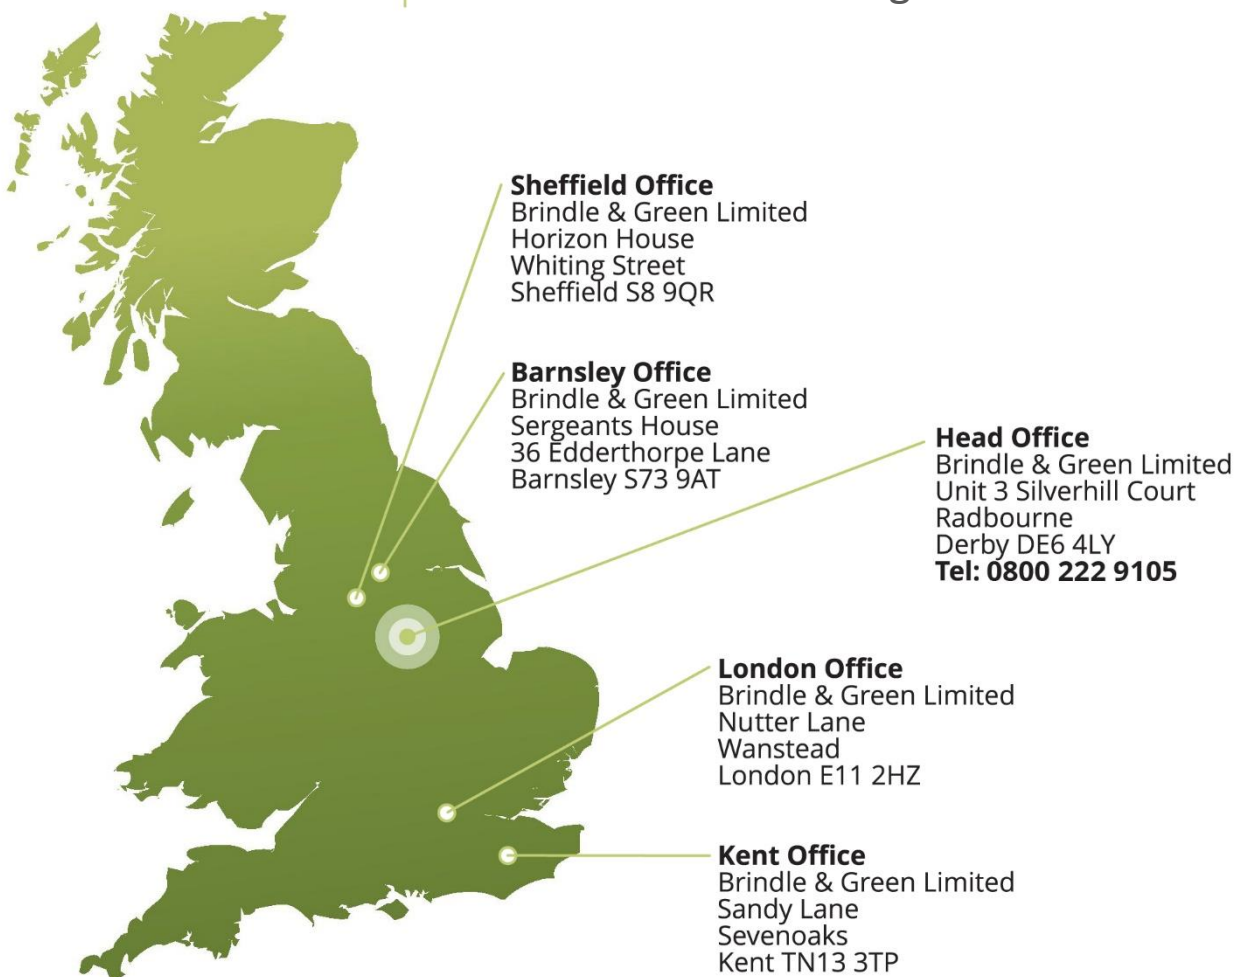 Sheffield Office
Brindle & Green Limited
Horizon House
Whiting Street
Sheffield S8 9QR
Barnsley Office
Brindle & Green Limited
Sergeants House
36 Edderthorpe Lane
Barnsley S73 9AT
Head Office
Brindle & Green Limited
Unit 3 Silverhill Court
Radbourne
Derby DE6 4LY
Tel: 0800 222 9105
London Office
Brindle & Green Limited
Nutter Lane
Wanstead
London E11 2HZ
Kent Office
Brindle & Green Limited
Sandy Lane
Sevenoaks
Kent TN13 3TP